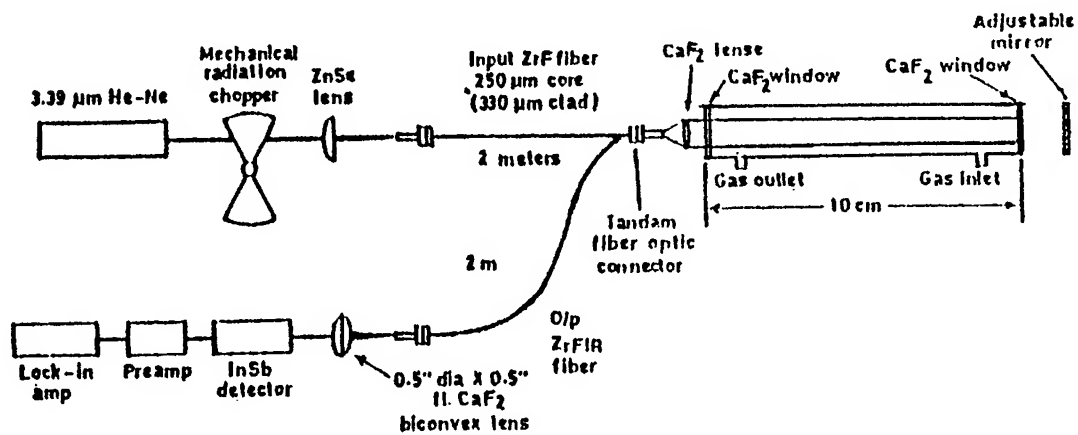 Mechanical
radiation
chopper
3.39 µm He-Ne
ZnSe
lens
Input ZrF fiber
250 µm core
(330 µm clad)
2 meters
CaF2 lense
CaF2 window
CaF2 window
Adjustable
mirror
Gas outlet
Gas inlet
10 cm
Tandam
fiber optic
connector
2 m
O/p
ZrFIR
fiber
Lock-in
amp
Preamp
InSb
detector
0.5" dia X 0.5"
fl. CaF2
biconvex lens